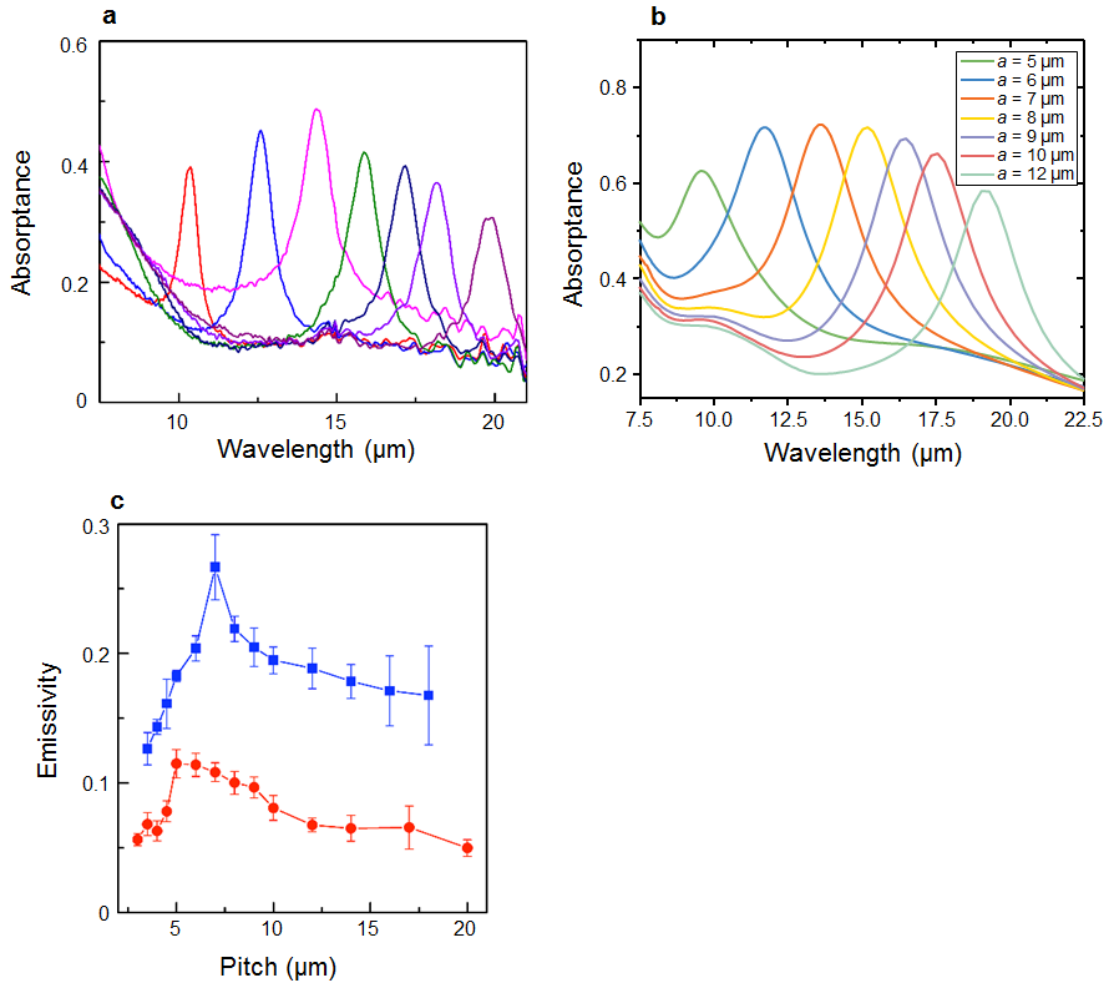 a
0.6
0.4
0.2
0
Absorptance
10
15
20
Wavelength (µm)
b
0.8
0.6
0.4
0.2
Absorptance
a = 5 µm
a = 6 µm
a = 7 µm
a = 8 µm
a = 9 µm
a = 10 µm
a = 12 µm
7.5
10.0
12.5
15.0
17.5
20.0
22.5
Wavelength (µm)
c
0.3
0.2
0.1
0
Emissivity
5
10
15
20
Pitch (µm)